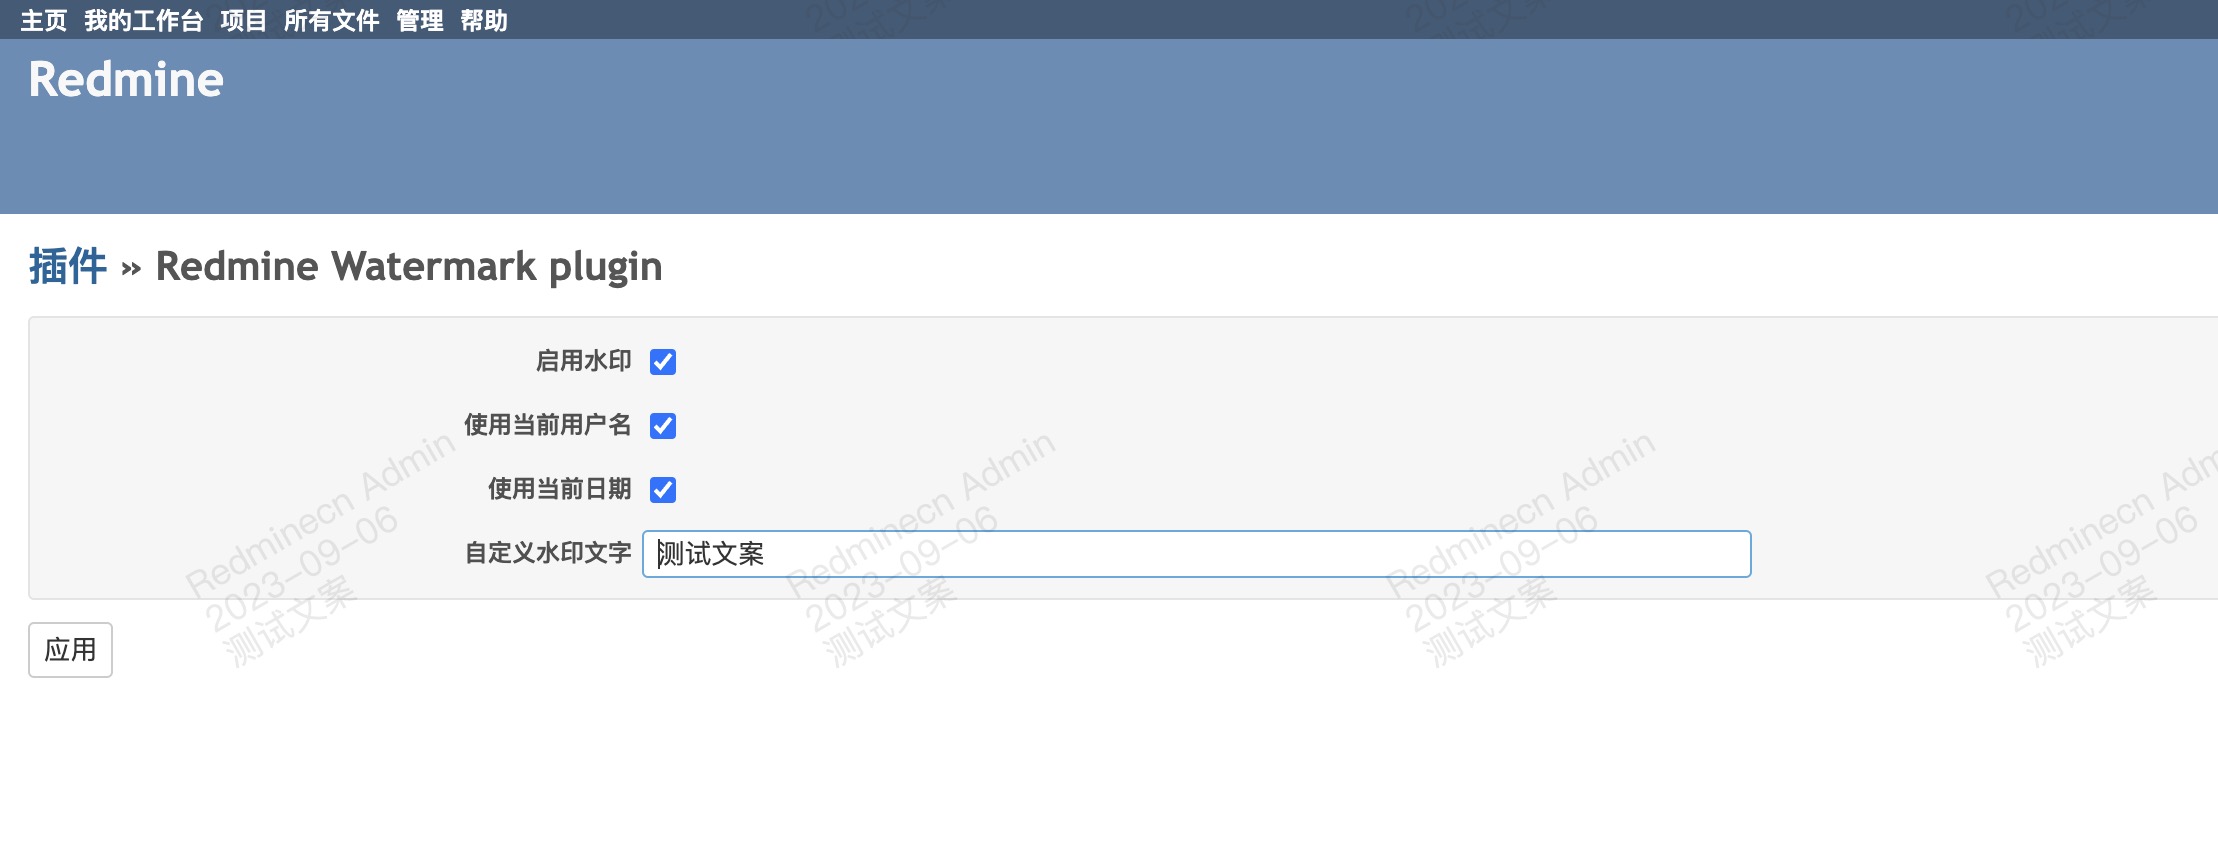 主页 我的工作台 项目 所有文件 管理 帮助
Redmine
插件 » Redmine Watermark plugin
启用水印
使用当前用户名
使用当前日期
自定义水印文字 测试文案
应用
Redminecn Admin
2023-09-06
测试文案
Redminecn Admin
2023-09-06
测试文案
Redminecn Admin
2023-09-06
测试文案
Redminecn Adm
2023-09-06
测试文案